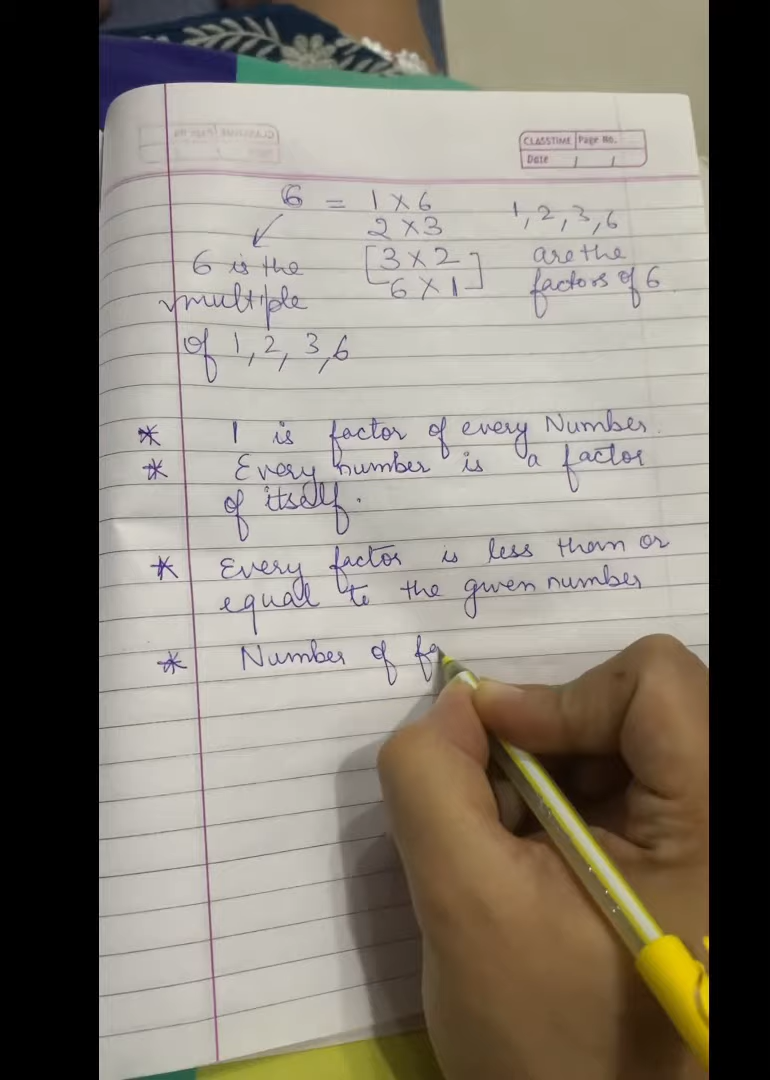 CLASSTIME Page No.
Date / /
6 = 1 × 6
2 × 3
[3 × 2
6 × 1]
1, 2, 3, 6
are the
factors of 6.
6 is the
multiple
of 1, 2, 3, 6
* 1 is factor of every Number.
* Every number is a factor
of itself.
* Every factor is less than or
equal to the given number
* Number of fa